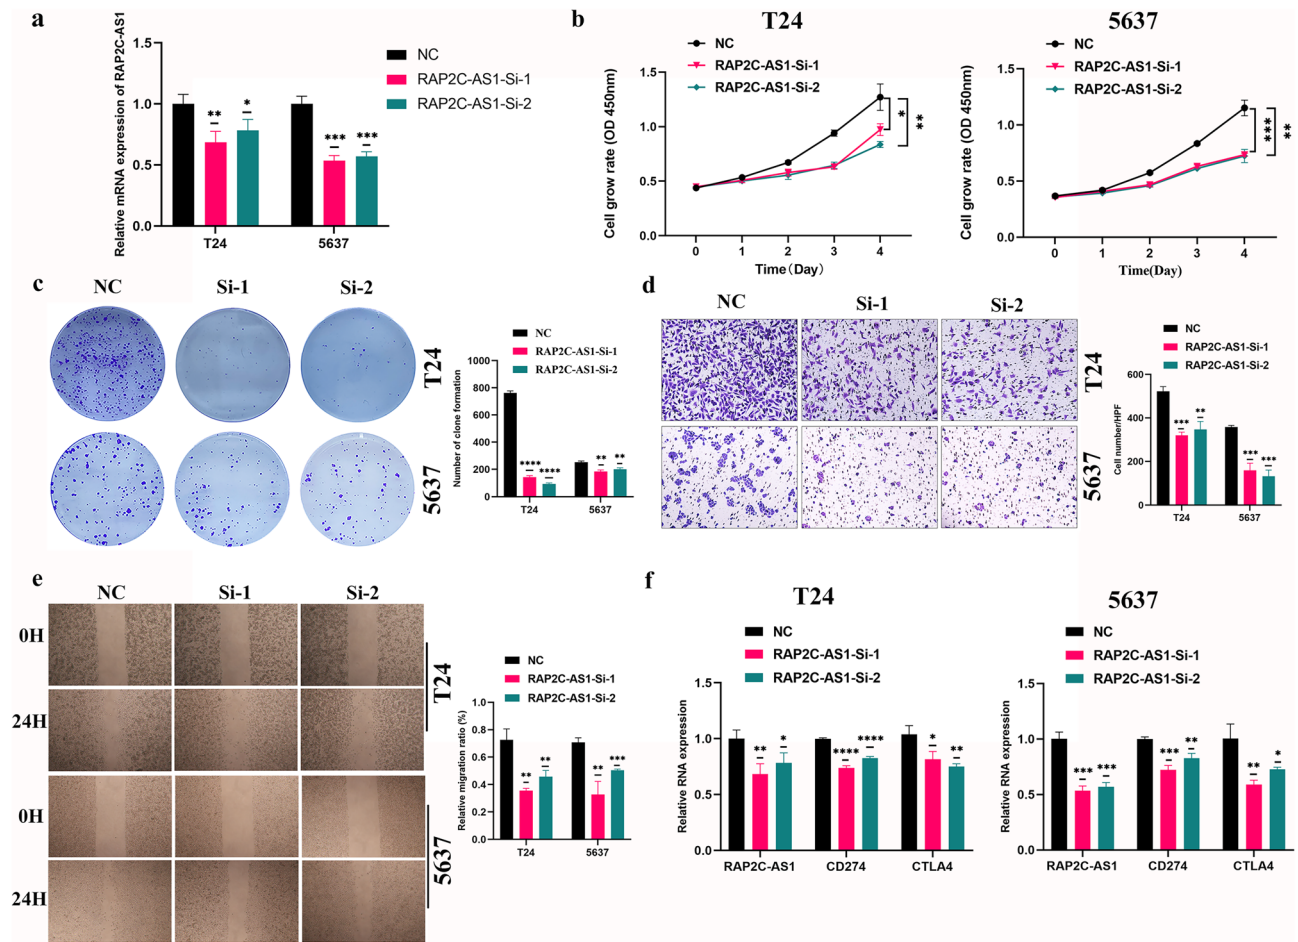 a
Relative mRNA expression of RAP2C-AS1
1.5
1.0
0.5
0.0
** * *** ***
T24 5637
NC
RAP2C-AS1-Si-1
RAP2C-AS1-Si-2
b
T24
NC
RAP2C-AS1-Si-1
RAP2C-AS1-Si-2
Cell grow rate (OD 450nm)
1.5
1.0
0.5
0.0
0 1 2 3 4
Time(Day)
* **
5637
NC
RAP2C-AS1-Si-1
RAP2C-AS1-Si-2
Cell grow rate (OD 450nm)
1.5
1.0
0.5
0.0
0 1 2 3 4
Time(Day)
*** **
c
NC Si-1 Si-2
T24
5637
NC
RAP2C-AS1-Si-1
RAP2C-AS1-Si-2
Number of clone formation
1000
800
600
400
200
0
**** **** ** **
T24 5637
d
NC Si-1 Si-2
T24
5637
NC
RAP2C-AS1-Si-1
RAP2C-AS1-Si-2
Cell number/HPF
600
400
200
0
*** ** *** ***
T24 5637
e
NC Si-1 Si-2
0H
24H
T24
0H
24H
5637
NC
RAP2C-AS1-Si-1
RAP2C-AS1-Si-2
Relative migration ratio (%)
1.0
0.8
0.6
0.4
0.2
0.0
** ** ** ***
T24 5637
f
T24
NC
RAP2C-AS1-Si-1
RAP2C-AS1-Si-2
Relative RNA expression
1.5
1.0
0.5
0.0
** * **** **** * **
RAP2C-AS1 CD274 CTLA4
5637
NC
RAP2C-AS1-Si-1
RAP2C-AS1-Si-2
Relative RNA expression
1.5
1.0
0.5
0.0
*** *** *** ** ** *
RAP2C-AS1 CD274 CTLA4